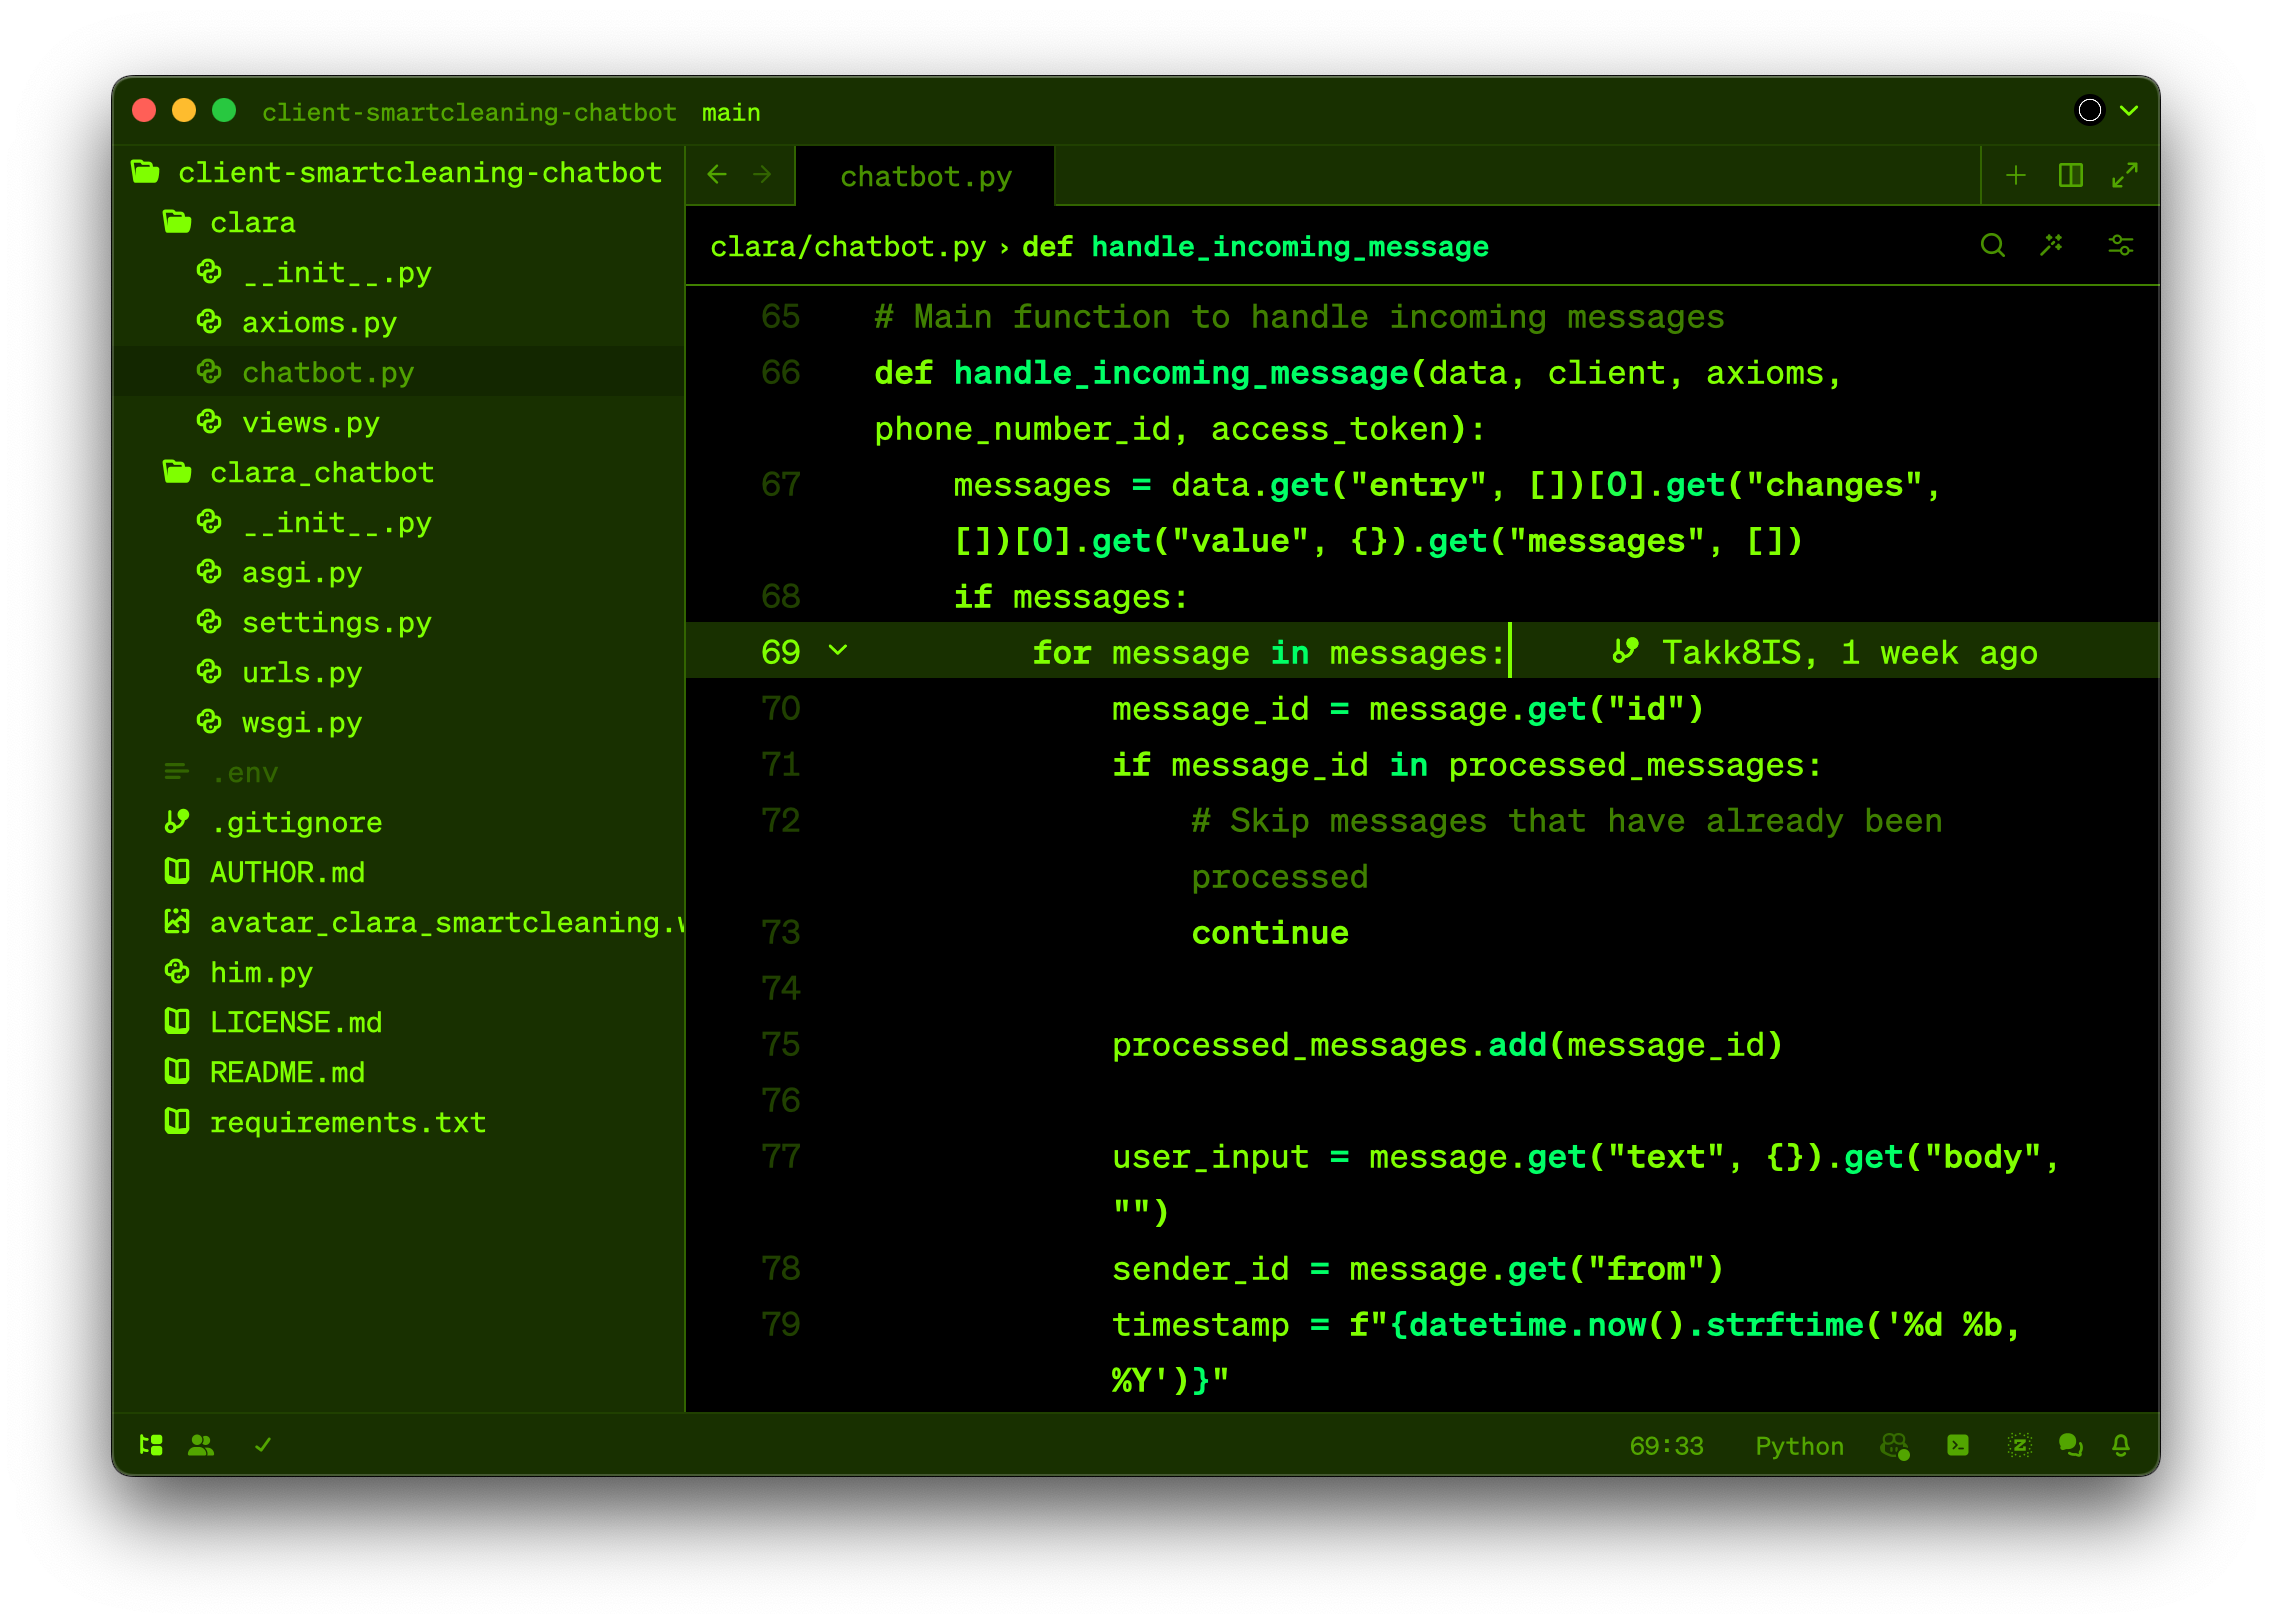 client-smartcleaning-chatbot main
client-smartcleaning-chatbot
clara
__init__.py
axioms.py
chatbot.py
views.py
clara_chatbot
__init__.py
asgi.py
settings.py
urls.py
wsgi.py
.env
.gitignore
AUTHOR.md
avatar_clara_smartcleaning.w
him.py
LICENSE.md
README.md
requirements.txt
chatbot.py
clara/chatbot.py › def handle_incoming_message
65 # Main function to handle incoming messages
66 def handle_incoming_message(data, client, axioms,
phone_number_id, access_token):
67 messages = data.get("entry", [])[0].get("changes",
[])[0].get("value", {}).get("messages", [])
68 if messages:
69 for message in messages: Takk8IS, 1 week ago
70 message_id = message.get("id")
71 if message_id in processed_messages:
72 # Skip messages that have already been
processed
73 continue
74
75 processed_messages.add(message_id)
76
77 user_input = message.get("text", {}).get("body",
"")
78 sender_id = message.get("from")
79 timestamp = f"{datetime.now().strftime('%d %b,
%Y')}"
69:33 Python